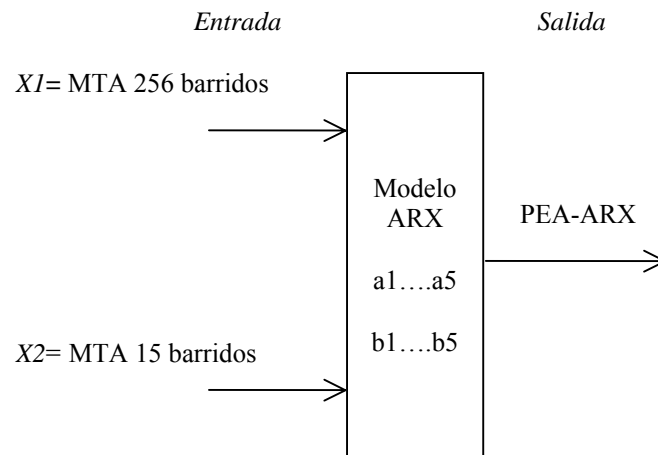 Entrada
Salida
X1= MTA 256 barridos
Modelo
ARX
PEA-ARX
a1….a5
b1….b5
X2= MTA 15 barridos